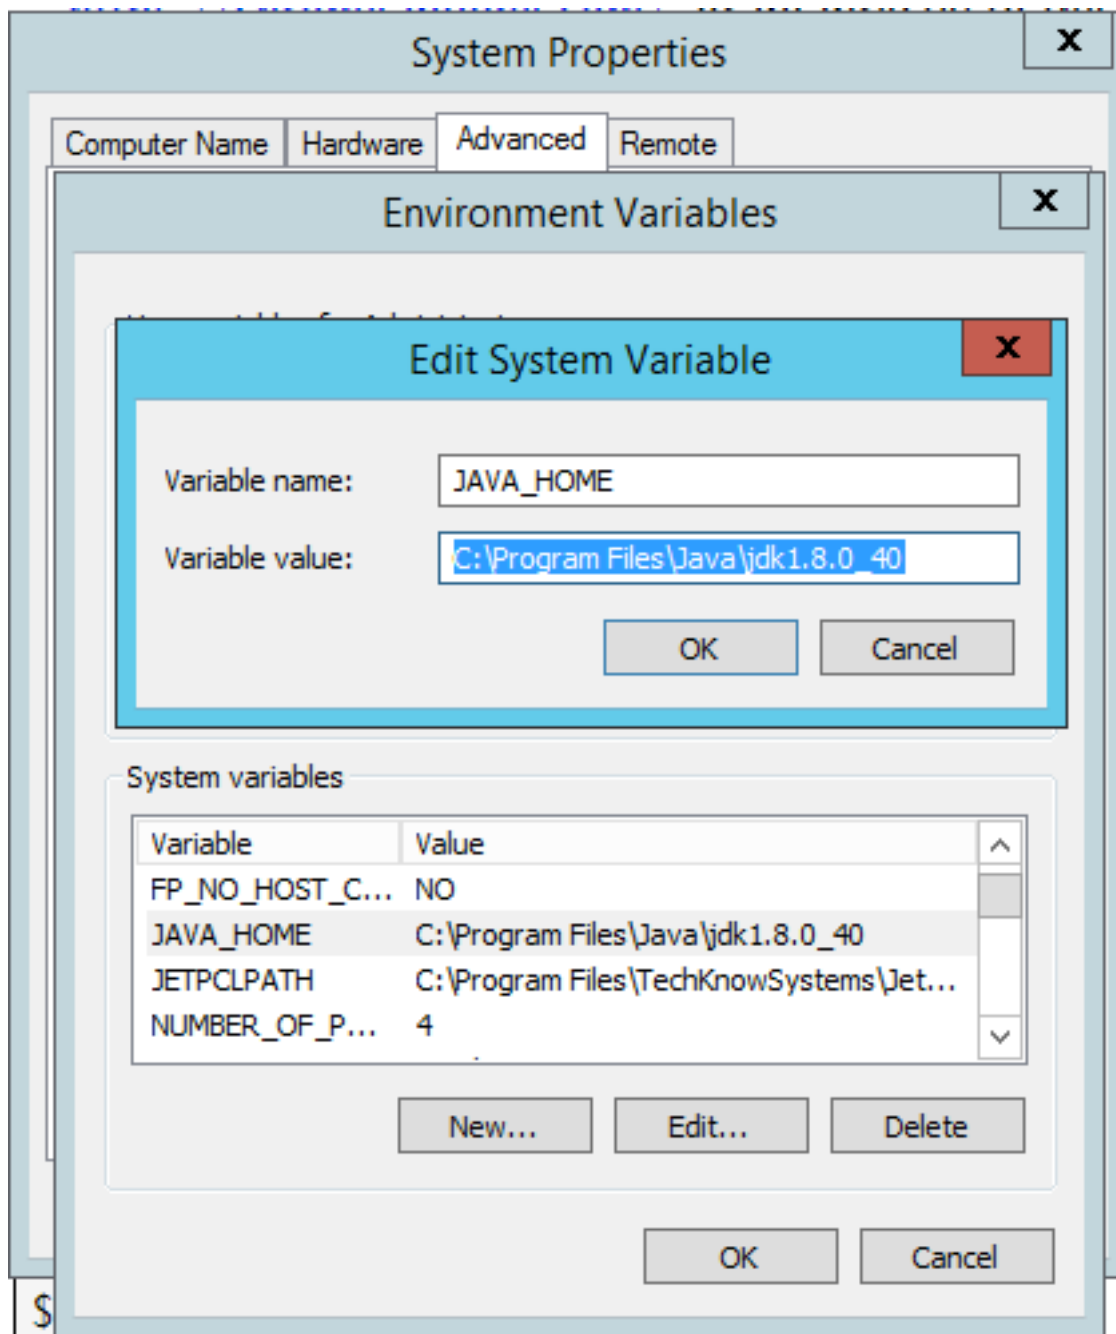 System Properties
x
Computer Name Hardware Advanced Remote
Environment Variables
x
Edit System Variable
x
Variable name: JAVA_HOME
Variable value: C:\Program Files\Java\jdk1.8.0_40
OK Cancel
System variables
Variable Value
FP_NO_HOST_C... NO
JAVA_HOME C:\Program Files\Java\jdk1.8.0_40
JETPCLPATH C:\Program Files\TechKnowSystems\Jet...
NUMBER_OF_P... 4
New... Edit... Delete
OK Cancel
$